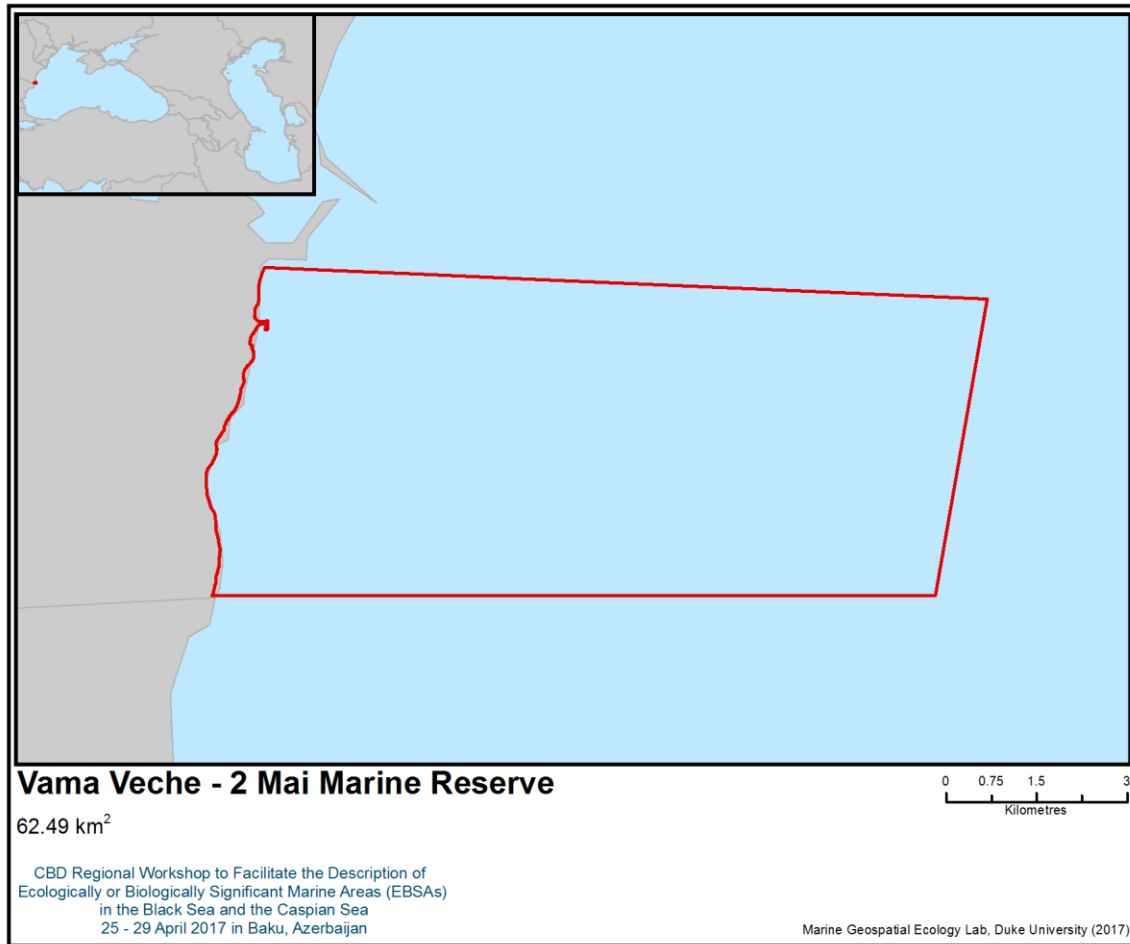 Vama Veche - 2 Mai Marine Reserve
62.49 km²
0 0.75 1.5 3
Kilometres
CBD Regional Workshop to Facilitate the Description of
Ecologically or Biologically Significant Marine Areas (EBSAs)
in the Black Sea and the Caspian Sea
25 - 29 April 2017 in Baku, Azerbaijan
Marine Geospatial Ecology Lab, Duke University (2017)